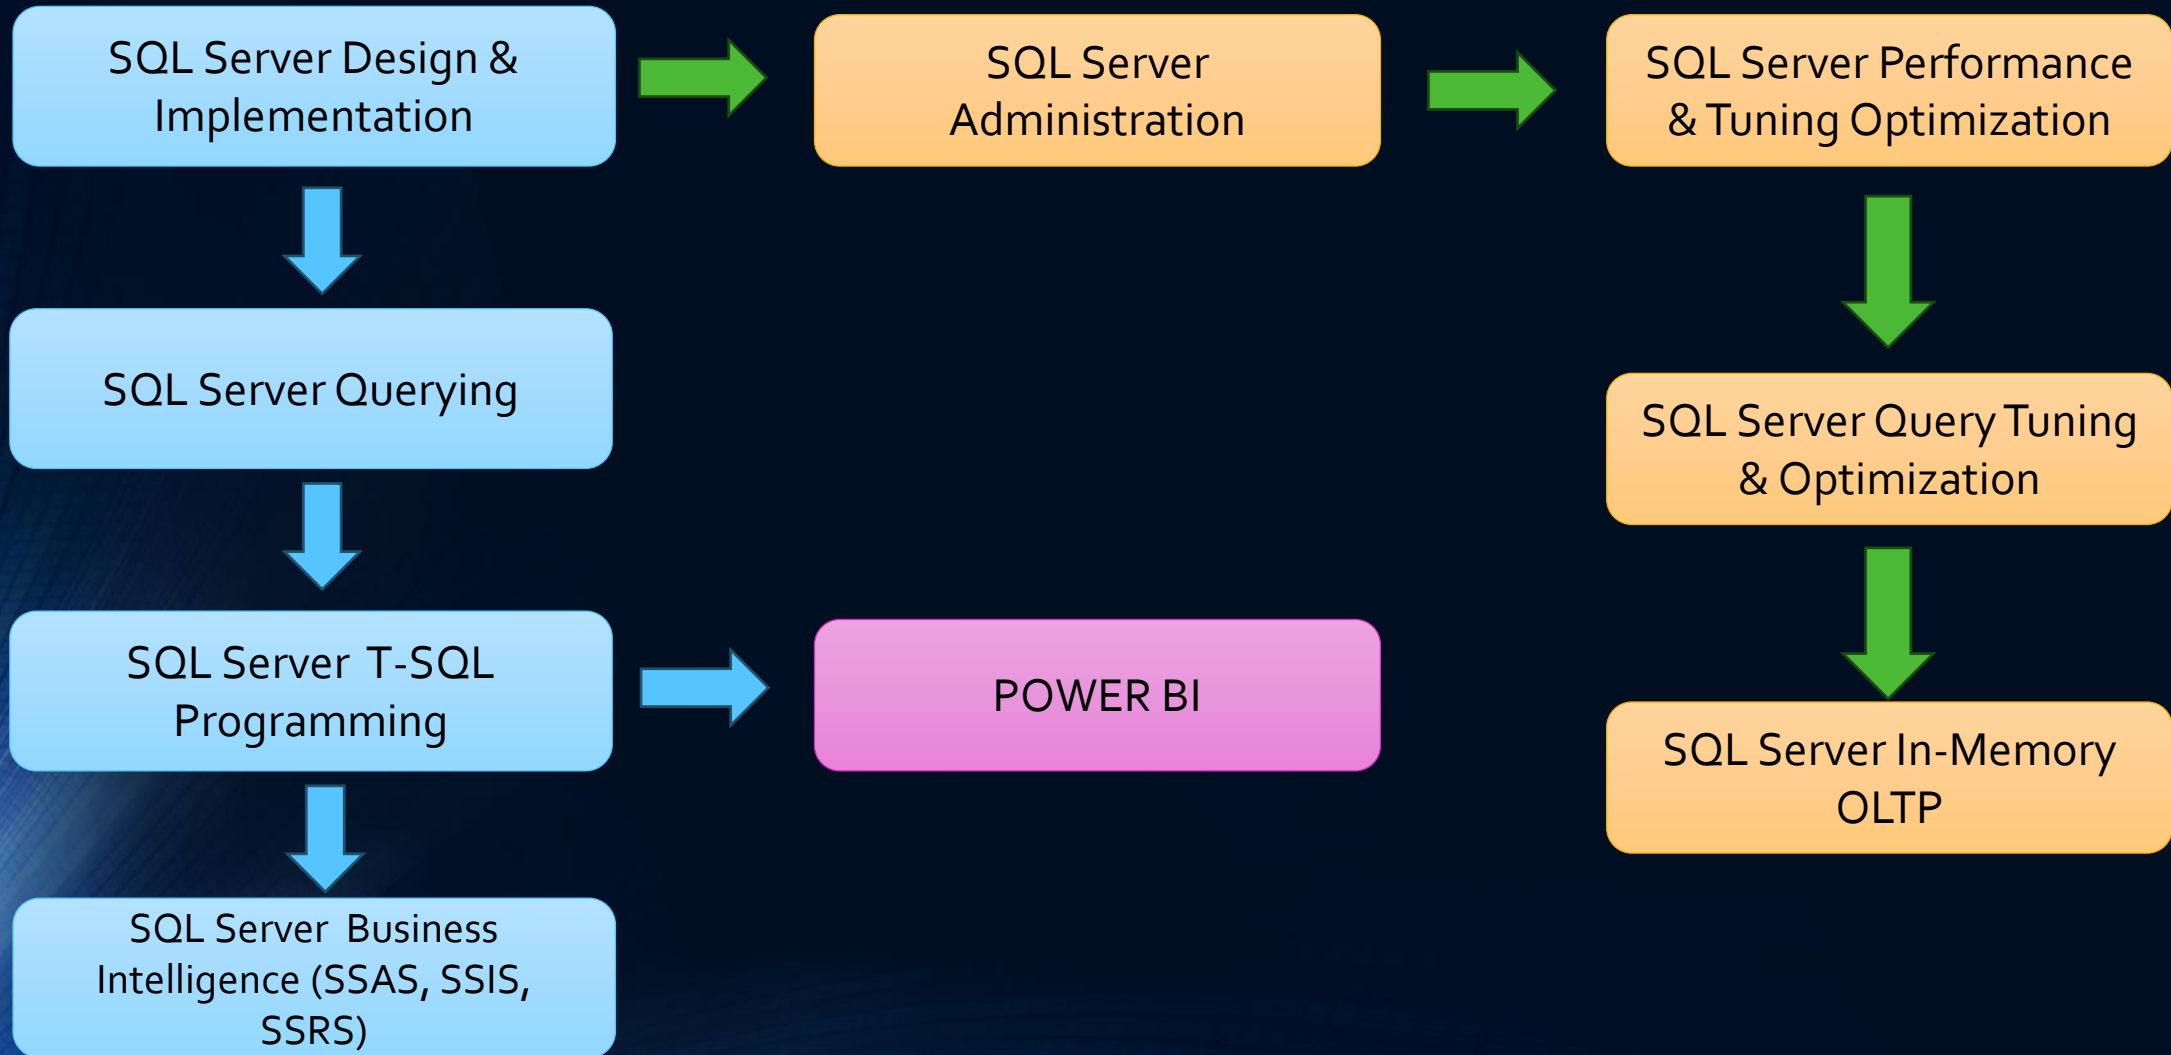 SQL Server Design &
Implementation
SQL Server
Administration
SQL Server Performance
& Tuning Optimization
SQL Server Querying
SQL Server Query Tuning
& Optimization
SQL Server T-SQL
Programming
POWER BI
SQL Server In-Memory
OLTP
SQL Server Business
Intelligence (SSAS, SSIS,
SSRS)